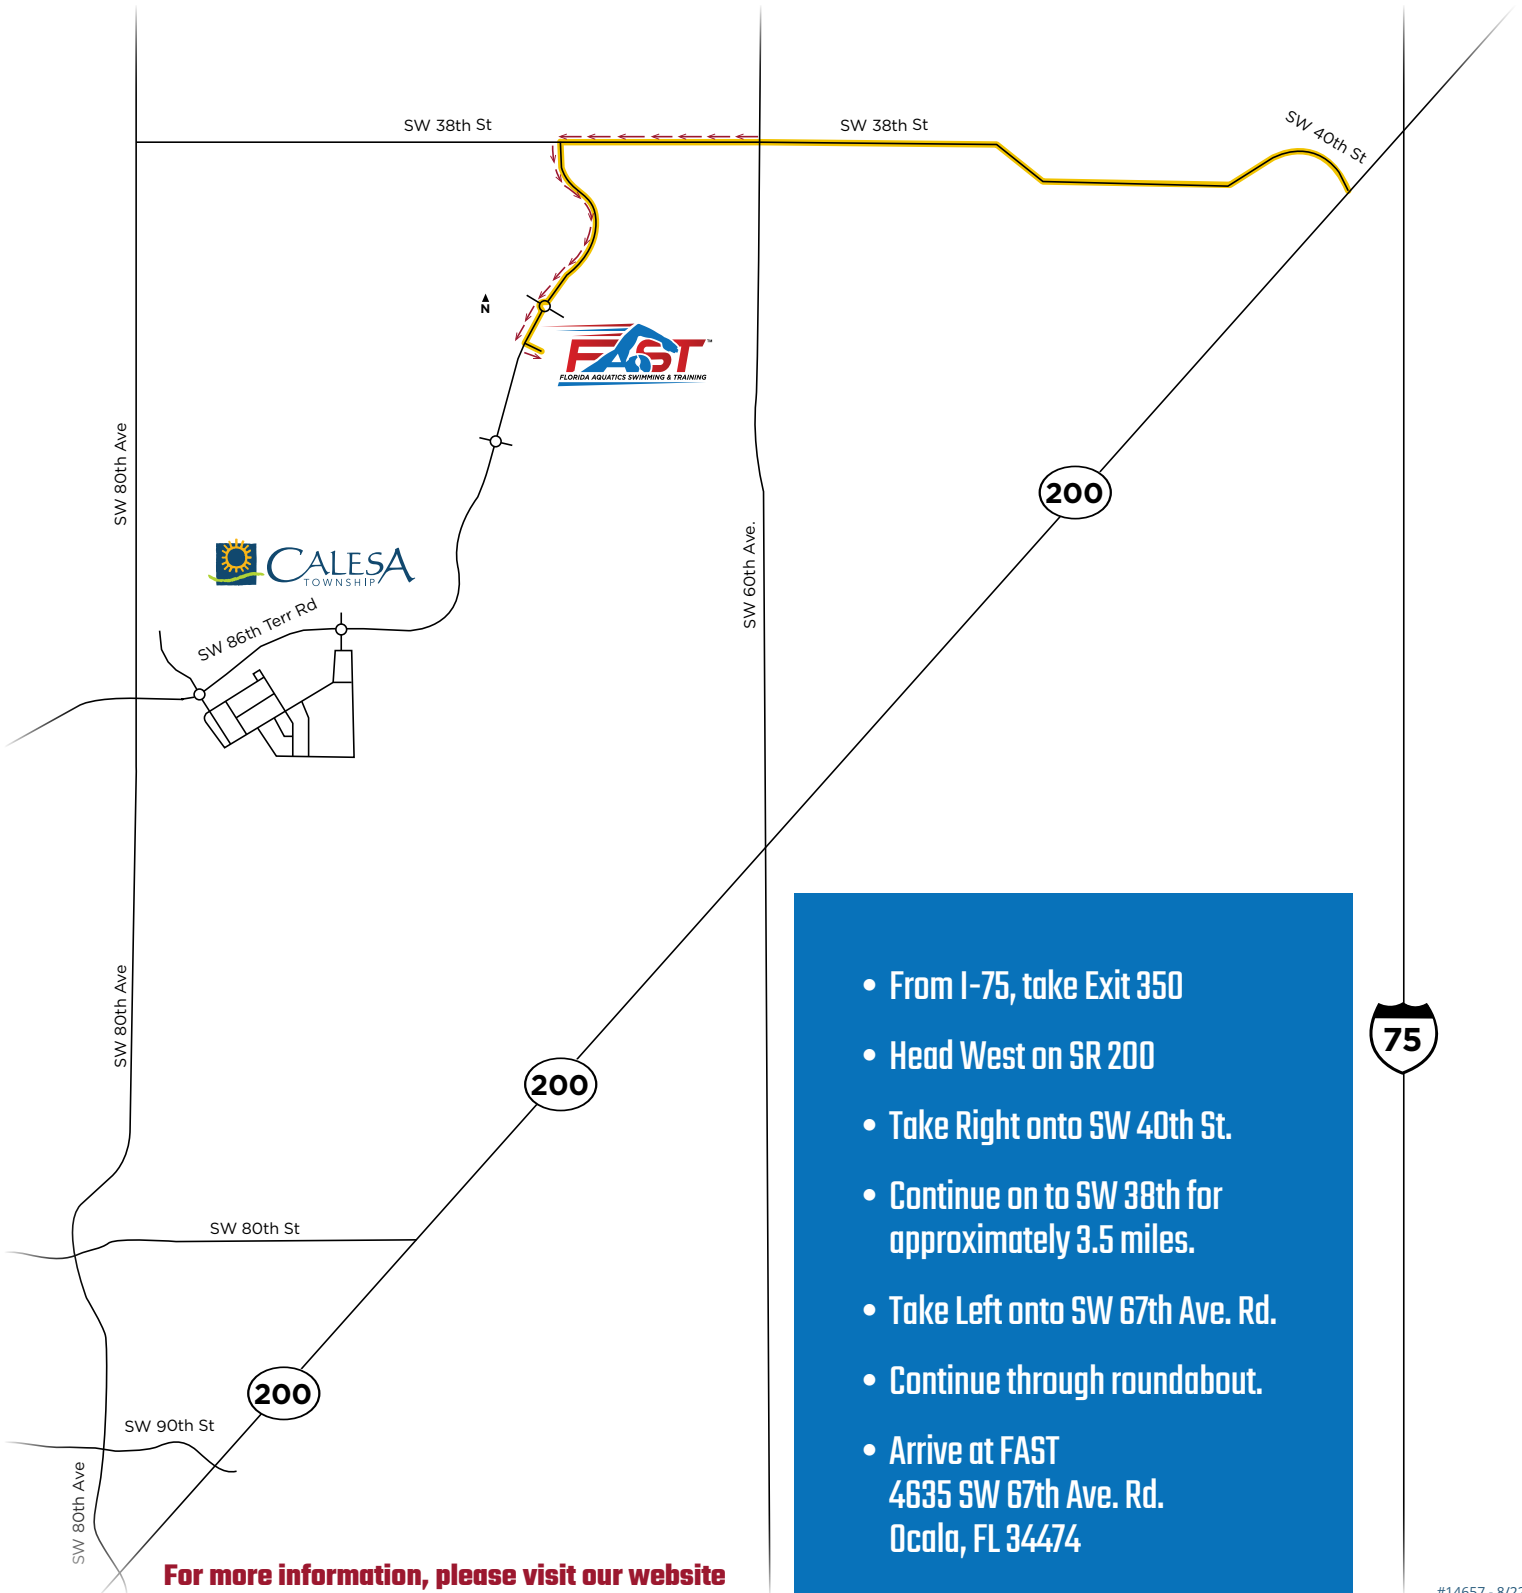 SW 38th St
SW 38th St
SW 40th St
N
FAST™
FLORIDA AQUATICS SWIMMING & TRAINING
SW 80th Ave
200
SW 60th Ave.
CALESA
TOWNSHIP
SW 86th Terr Rd
• From I-75, take Exit 350
• Head West on SR 200
• Take Right onto SW 40th St.
• Continue on to SW 38th for
approximately 3.5 miles.
• Take Left onto SW 67th Ave. Rd.
• Continue through roundabout.
• Arrive at FAST
4635 SW 67th Ave. Rd.
Ocala, FL 34474
75
SW 80th Ave
200
SW 80th St
200
SW 90th St
SW 80th Ave
For more information, please visit our website